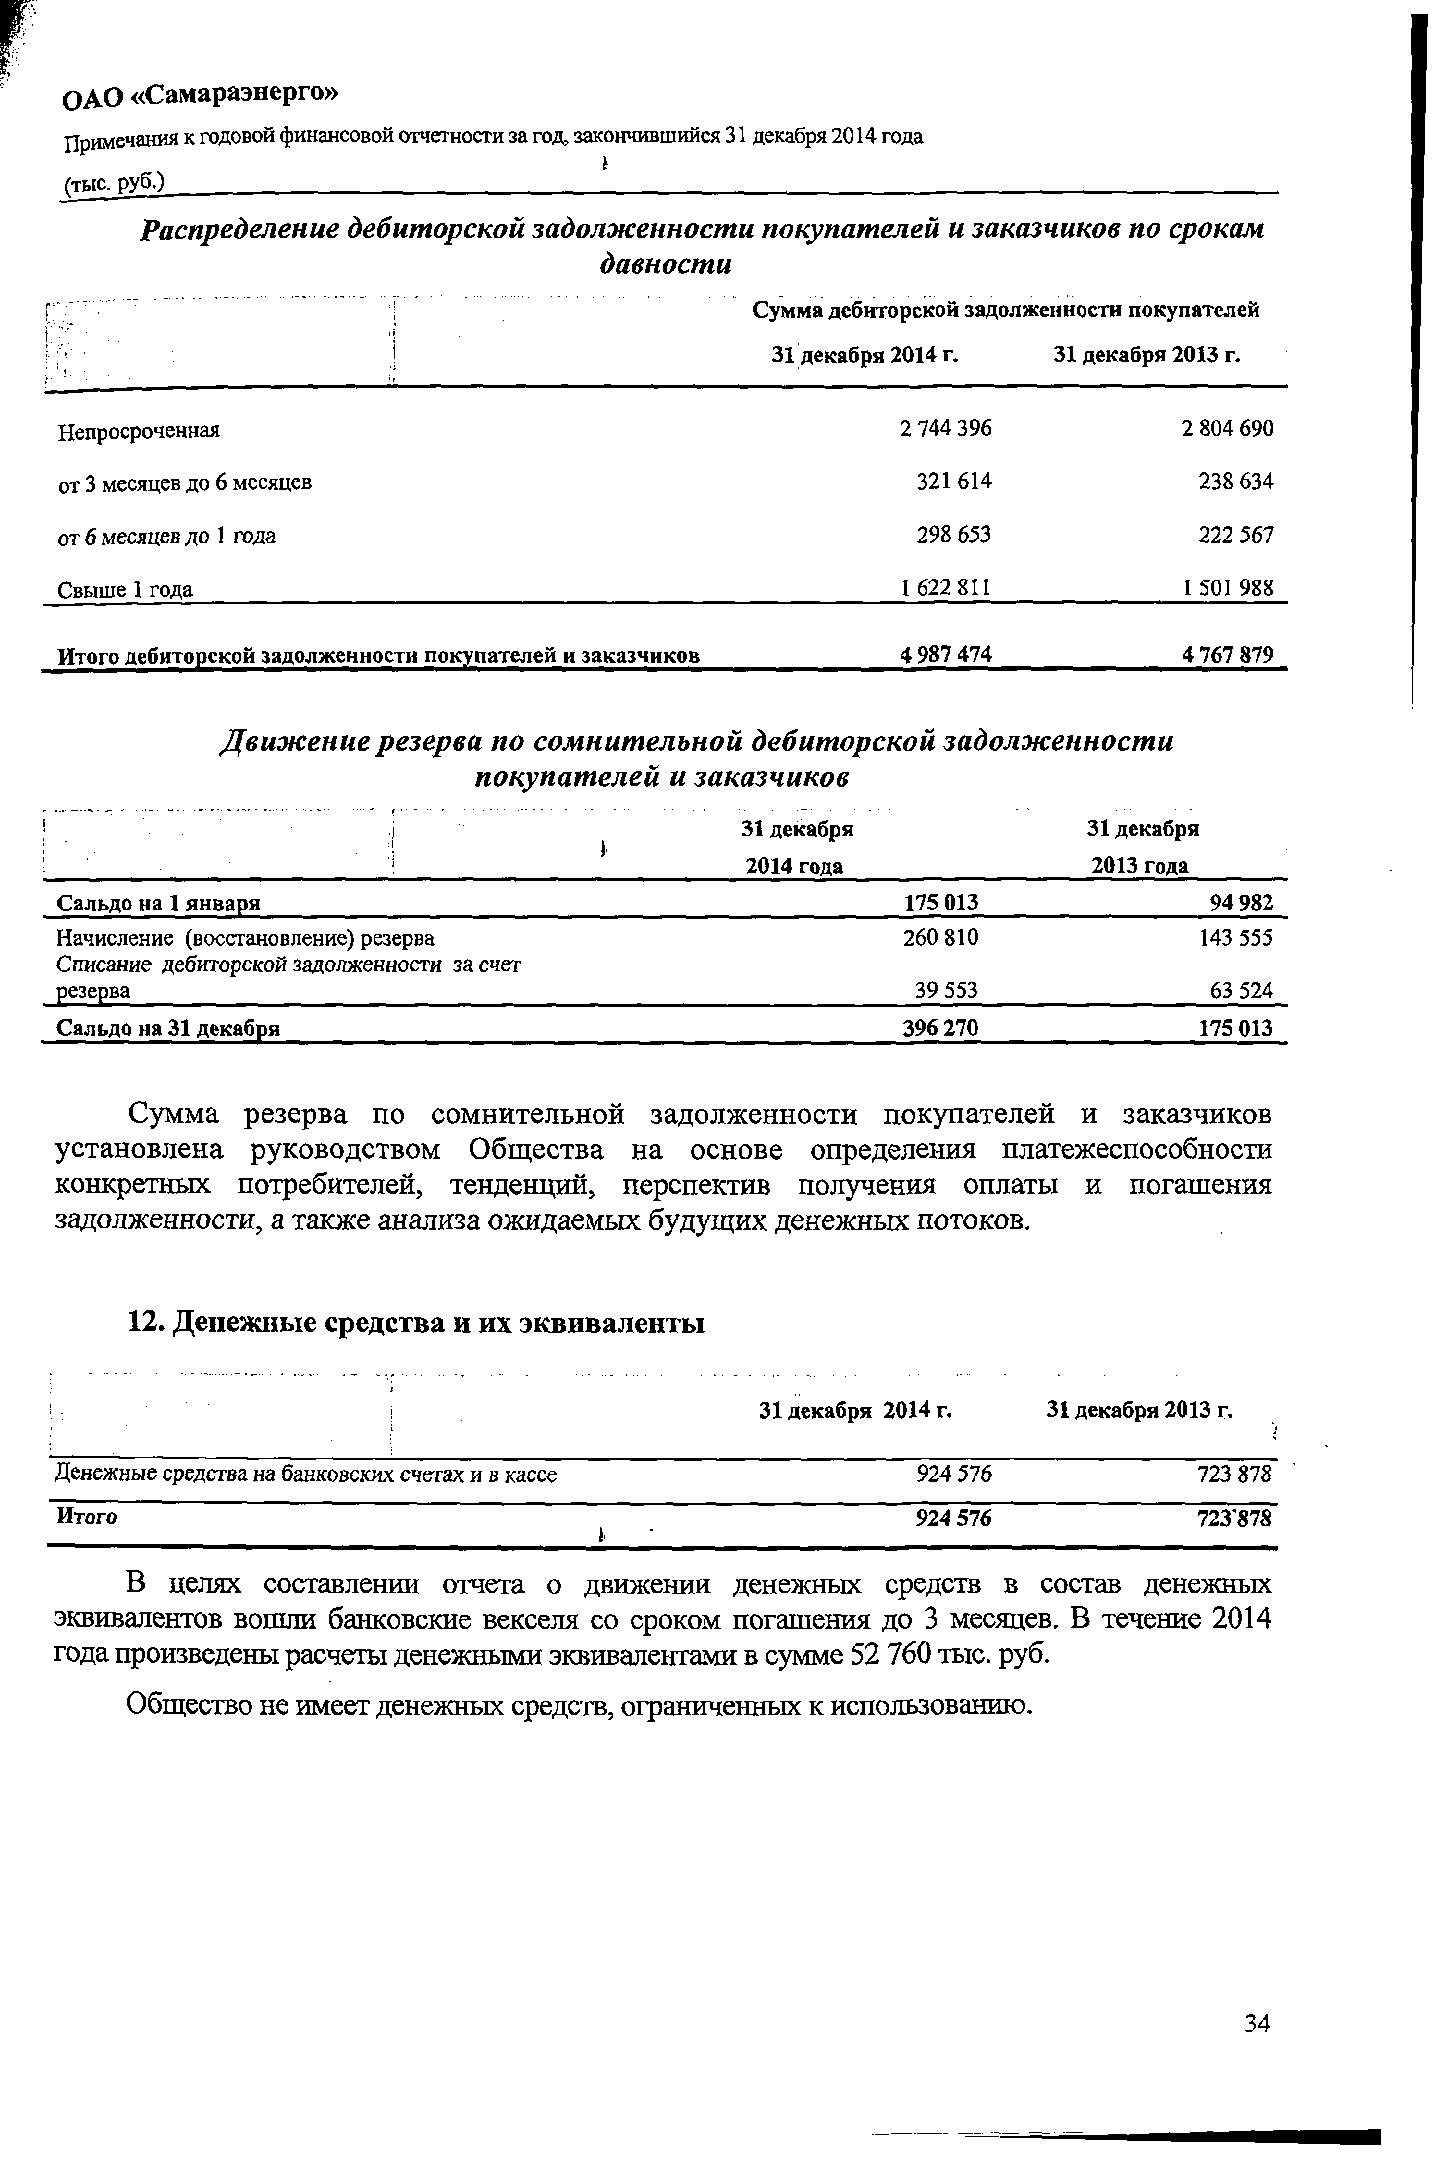 ОАО «Самараэнерго»
Примечания к годовой финансовой отчетности за год, закончившийся 31 декабря 2014 года
(тыс. руб.)
Распределение дебиторской задолженности покупателей и заказчиков по срокам
давности
Сумма дебиторской задолженности покупателей
31 декабря 2014 г. 31 декабря 2013 г.
Непросроченная 2 744 396 2 804 690
от 3 месяцев до 6 месяцев 321 614 238 634
от 6 месяцев до 1 года 298 653 222 567
Свыше 1 года 1 622 811 1 501 988
Итого дебиторской задолженности покупателей и заказчиков 4 987 474 4 767 879
Движение резерва по сомнительной дебиторской задолженности
покупателей и заказчиков
31 декабря 31 декабря
2014 года 2013 года
Сальдо на 1 января 175 013 94 982
Начисление (восстановление) резерва 260 810 143 555
Списание дебиторской задолженности за счет
резерва 39 553 63 524
Сальдо на 31 декабря 396 270 175 013
Сумма резерва по сомнительной задолженности покупателей и заказчиков
установлена руководством Общества на основе определения платежеспособности
конкретных потребителей, тенденций, перспектив получения оплаты и погашения
задолженности, а также анализа ожидаемых будущих денежных потоков.
12. Денежные средства и их эквиваленты
31 декабря 2014 г. 31 декабря 2013 г.
Денежные средства на банковских счетах и в кассе 924 576 723 878
Итого 924 576 723 878
В целях составлении отчета о движении денежных средств в состав денежных
эквивалентов вошли банковские векселя со сроком погашения до 3 месяцев. В течение 2014
года произведены расчеты денежными эквивалентами в сумме 52 760 тыс. руб.
Общество не имеет денежных средств, ограниченных к использованию.
34